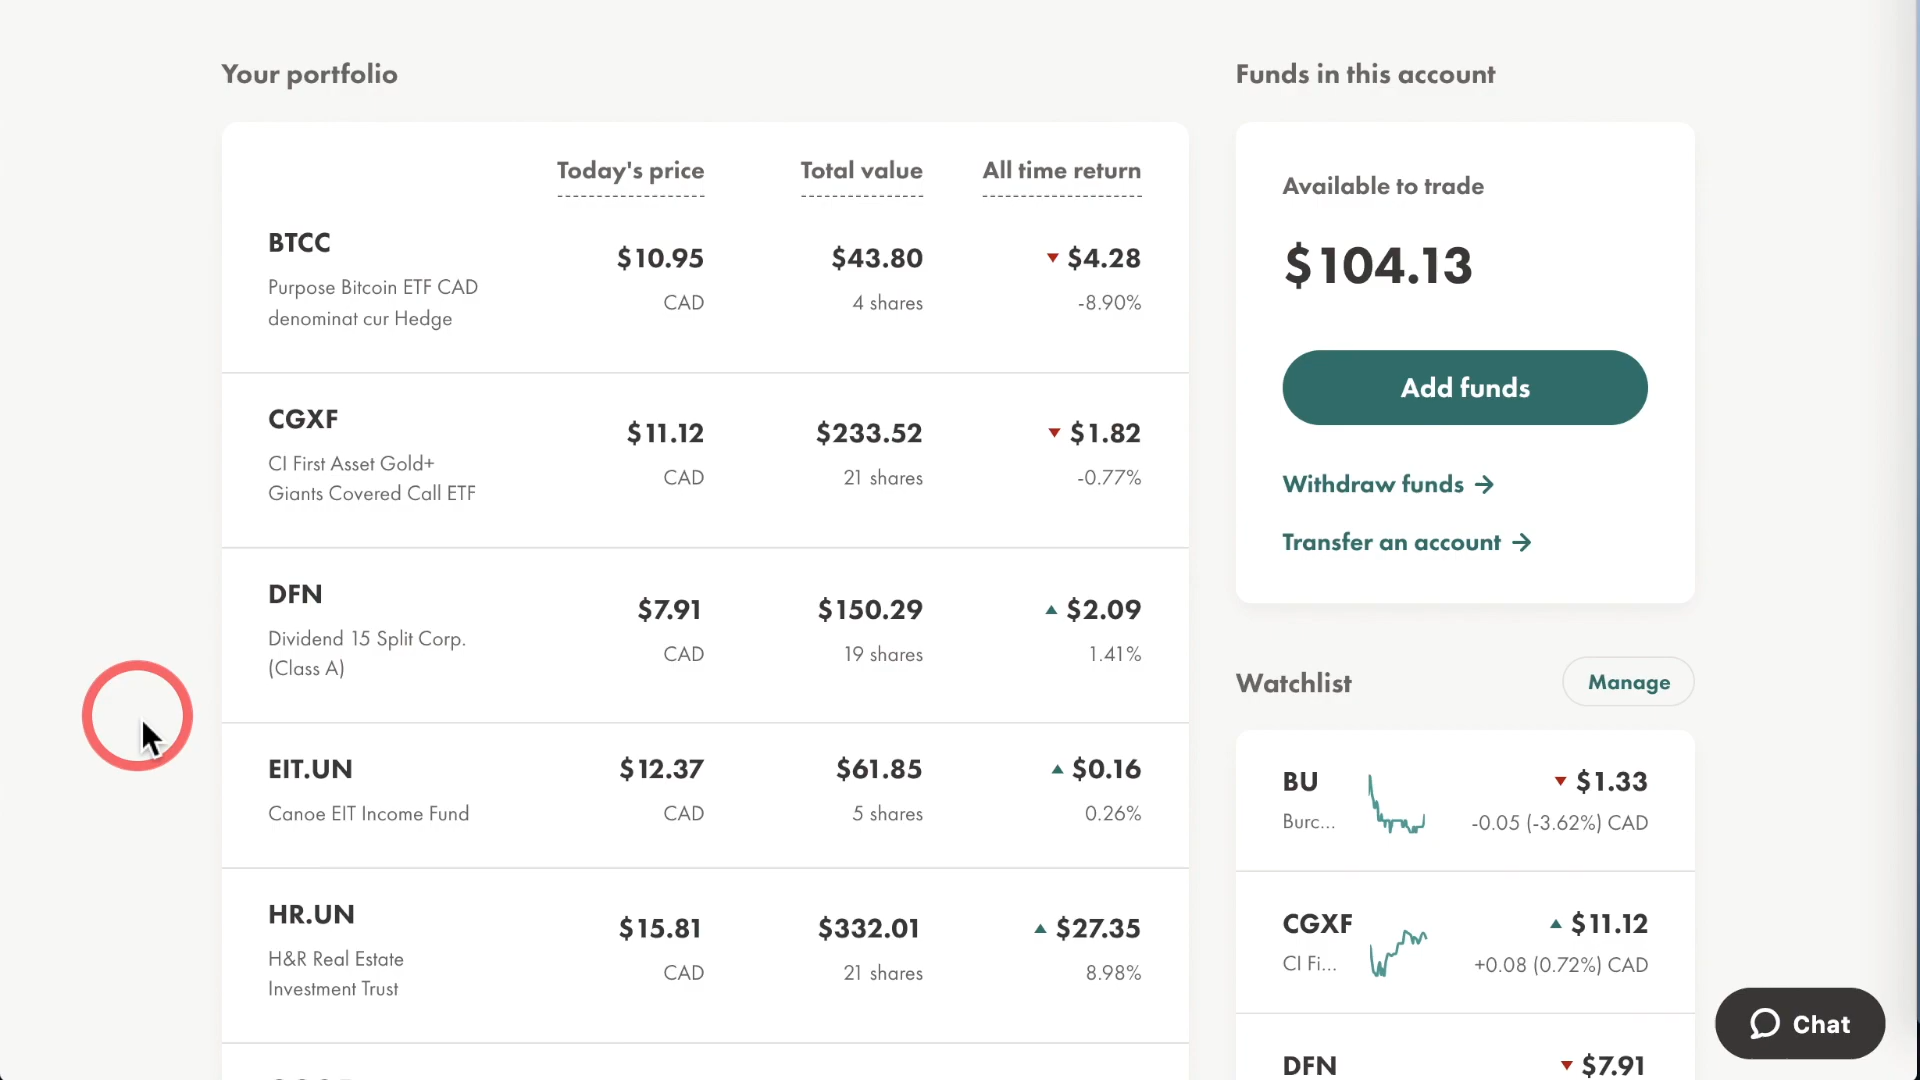 Your portfolio
Today's price Total value All time return
BTCC
Purpose Bitcoin ETF CAD
denominat cur Hedge
$10.95
CAD
$43.80
4 shares
$4.28
-8.90%
CGXF
CI First Asset Gold+
Giants Covered Call ETF
$11.12
CAD
$233.52
21 shares
$1.82
-0.77%
DFN
Dividend 15 Split Corp.
(Class A)
$7.91
CAD
$150.29
19 shares
$2.09
1.41%
EIT.UN
Canoe EIT Income Fund
$12.37
CAD
$61.85
5 shares
$0.16
0.26%
HR.UN
H&R Real Estate
Investment Trust
$15.81
CAD
$332.01
21 shares
$27.35
8.98%
Funds in this account
Available to trade
$104.13
Add funds
Withdraw funds →
Transfer an account →
Watchlist
Manage
BU
Burc...
$1.33
-0.05 (-3.62%) CAD
CGXF
CI Fi...
$11.12
+0.08 (0.72%) CAD
DFN
$7.91
Chat